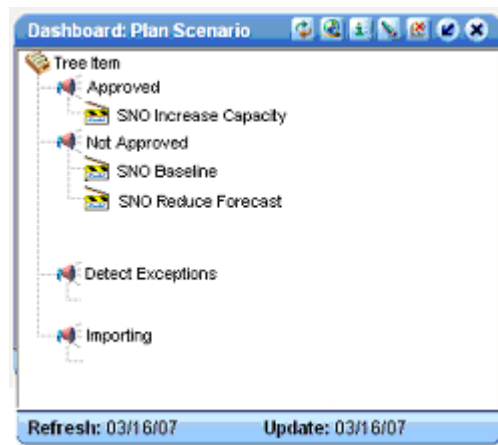 Dashboard: Plan Scenario
Tree Item
Approved
SNO Increase Capacity
Not Approved
SNO Baseline
SNO Reduce Forecast
Detect Exceptions
Importing
Refresh: 03/16/07 Update: 03/16/07